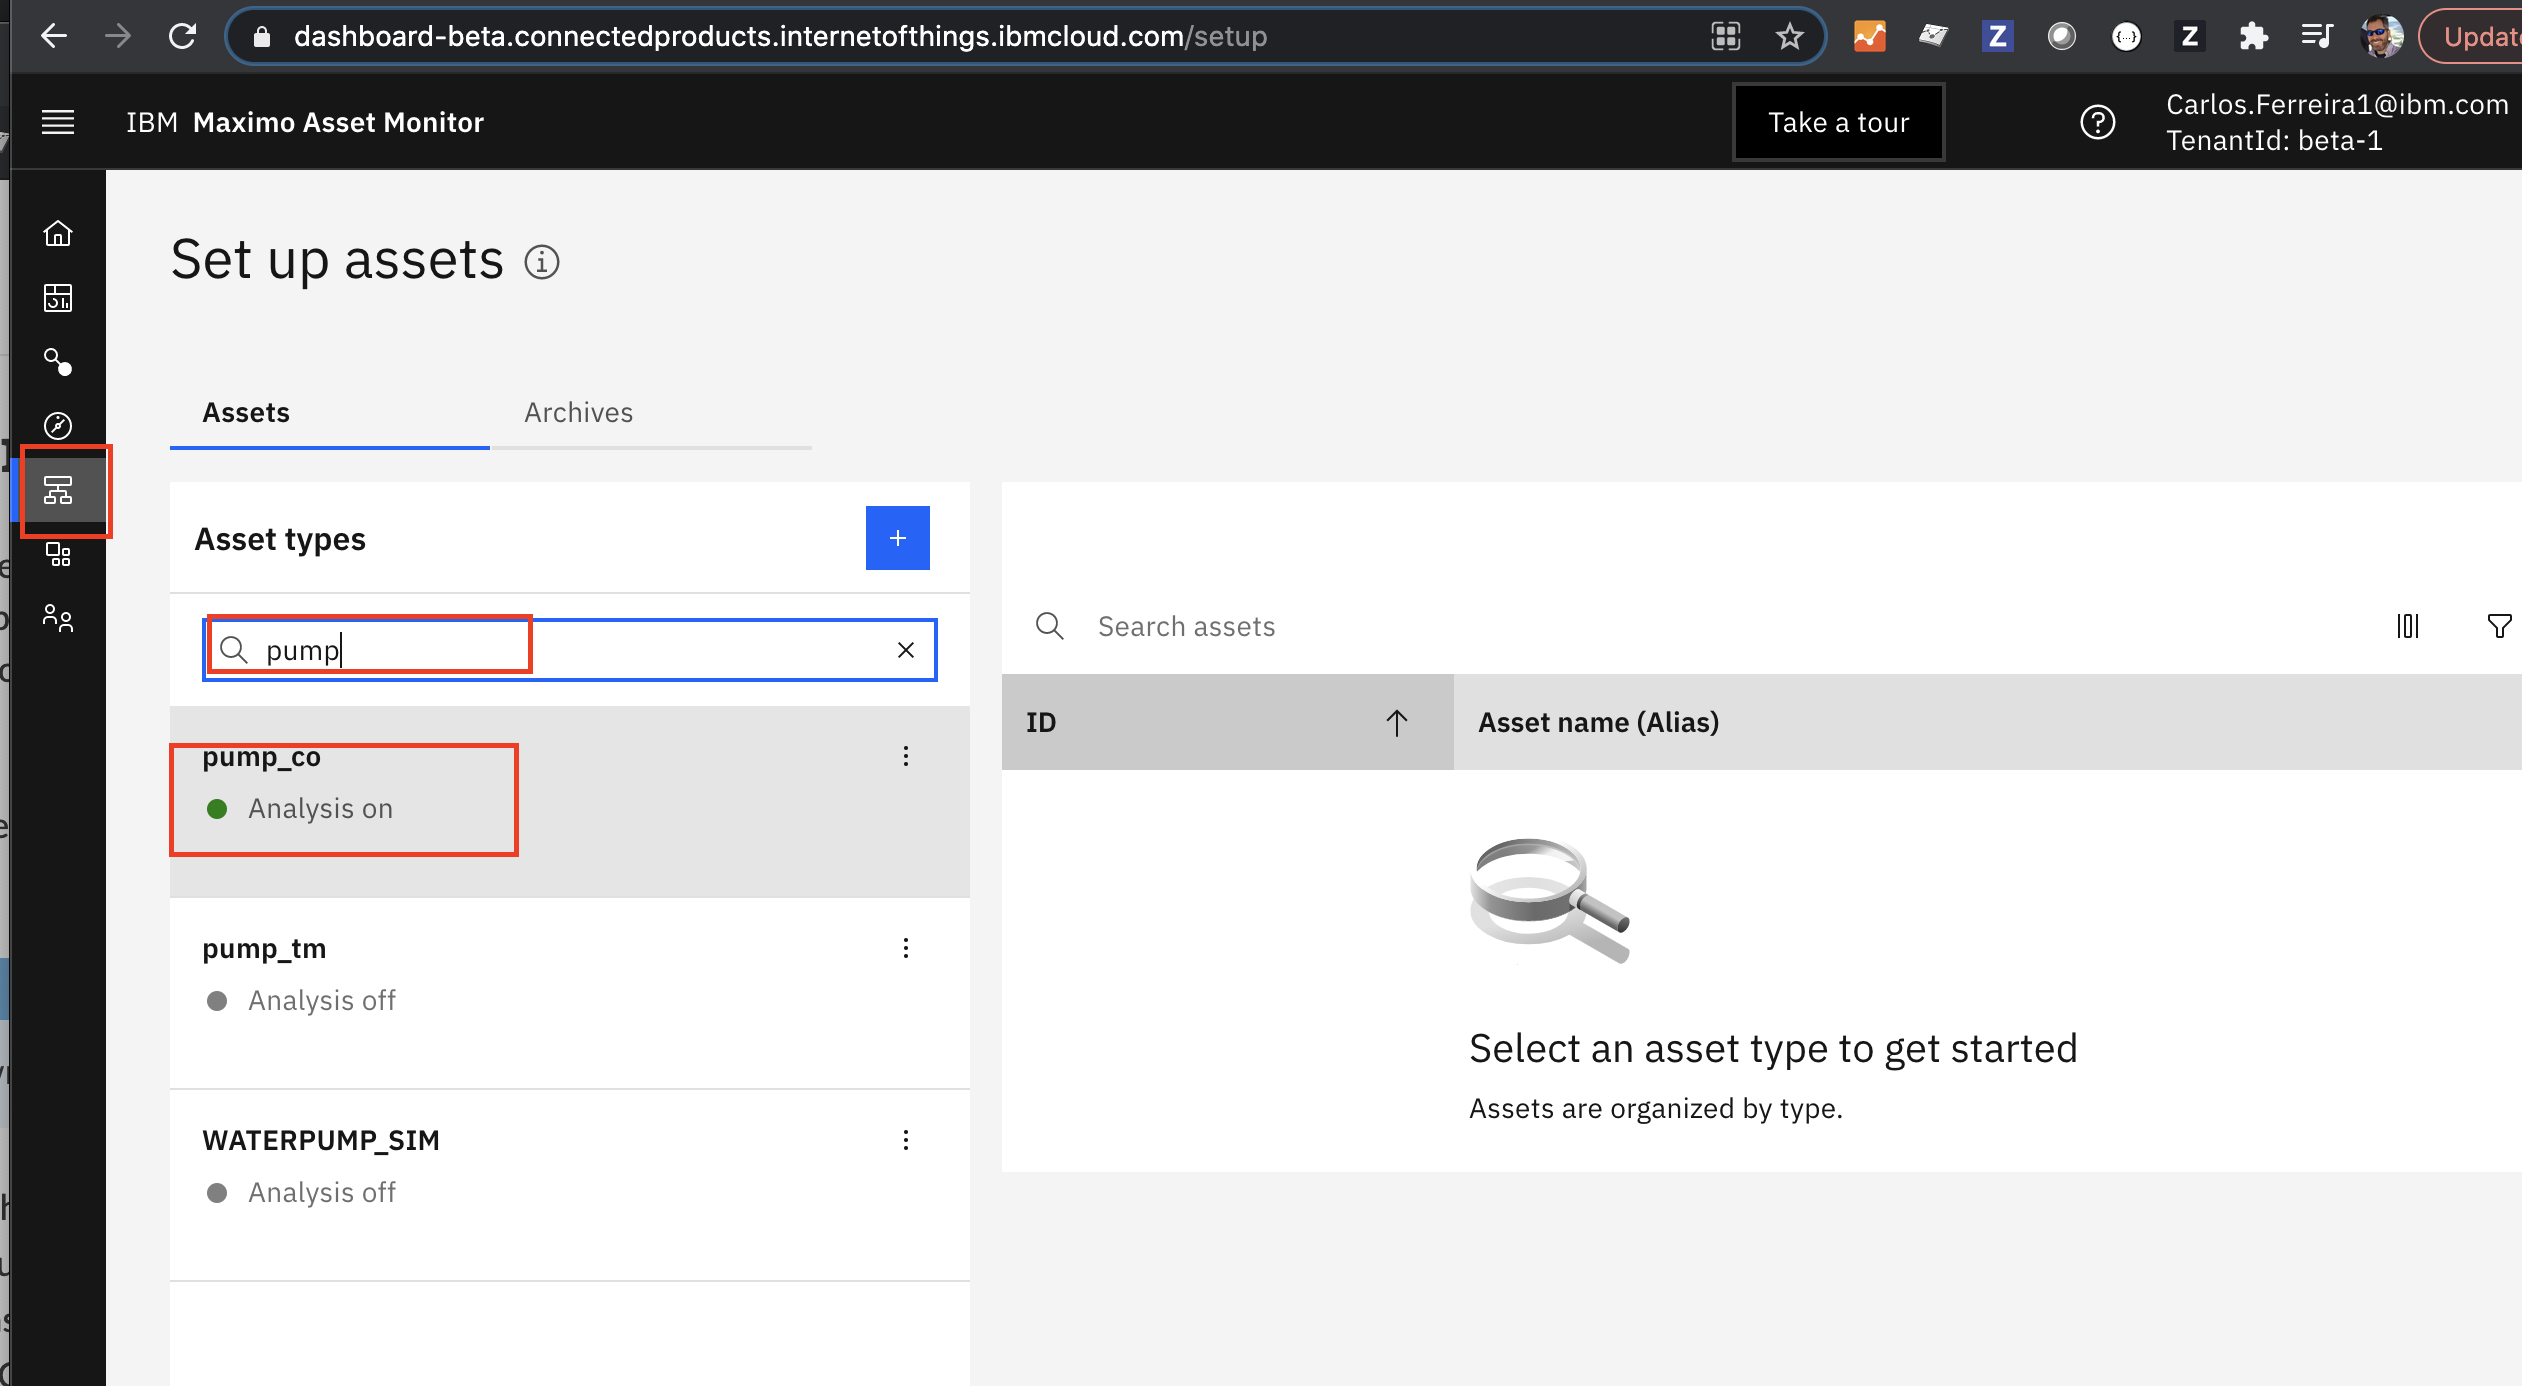 dashboard-beta.connectedproducts.internetofthings.ibmcloud.com/setup
Z
{...}
Z
IBM Maximo Asset Monitor
Take a tour
Carlos.Ferreira1@ibm.com
TenantId: beta-1
Set up assets
Assets
Archives
Asset types
+
pump
pump_co
Analysis on
pump_tm
Analysis off
WATERPUMP_SIM
Analysis off
Search assets
ID
Asset name (Alias)
Select an asset type to get started
Assets are organized by type.